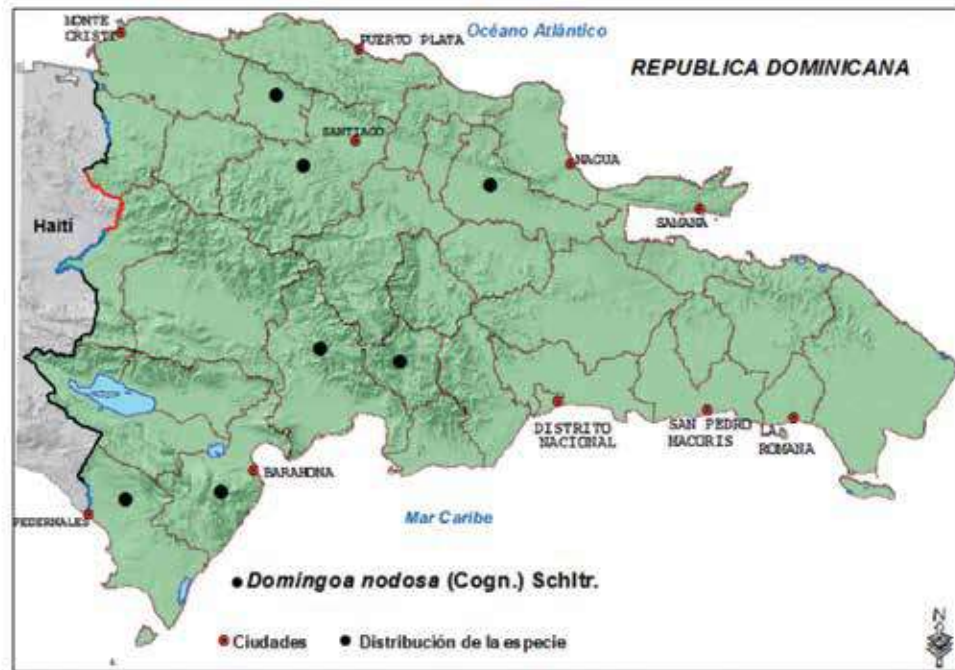 MONTE
CRISTI
PUERTO PLATA
Océano Atlántico
REPUBLICA DOMINICANA
SANTIAGO
NAGUA
SAMANA
Haití
DISTRITO
NACIONAL
SAN PEDRO
MACORIS
LA
ROMANA
BARAHONA
PEDERNALES
Mar Caribe
Domingoa nodosa (Cogn.) Schltr.
Ciudades
Distribución de la especie
N